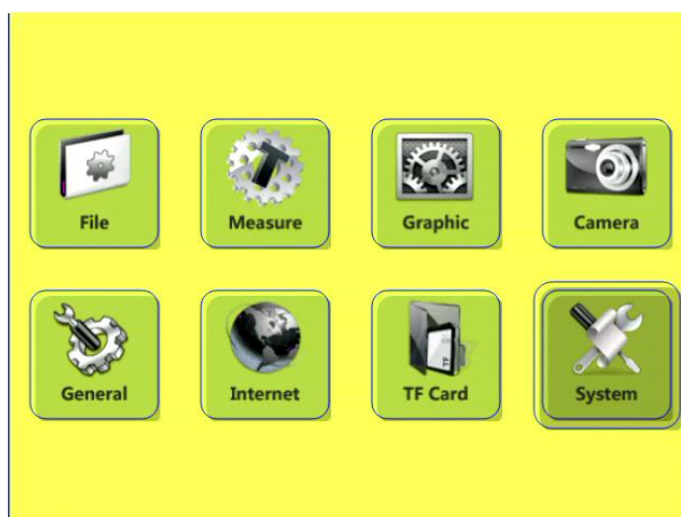 File
Measure
Graphic
Camera
General
Internet
TF Card
System